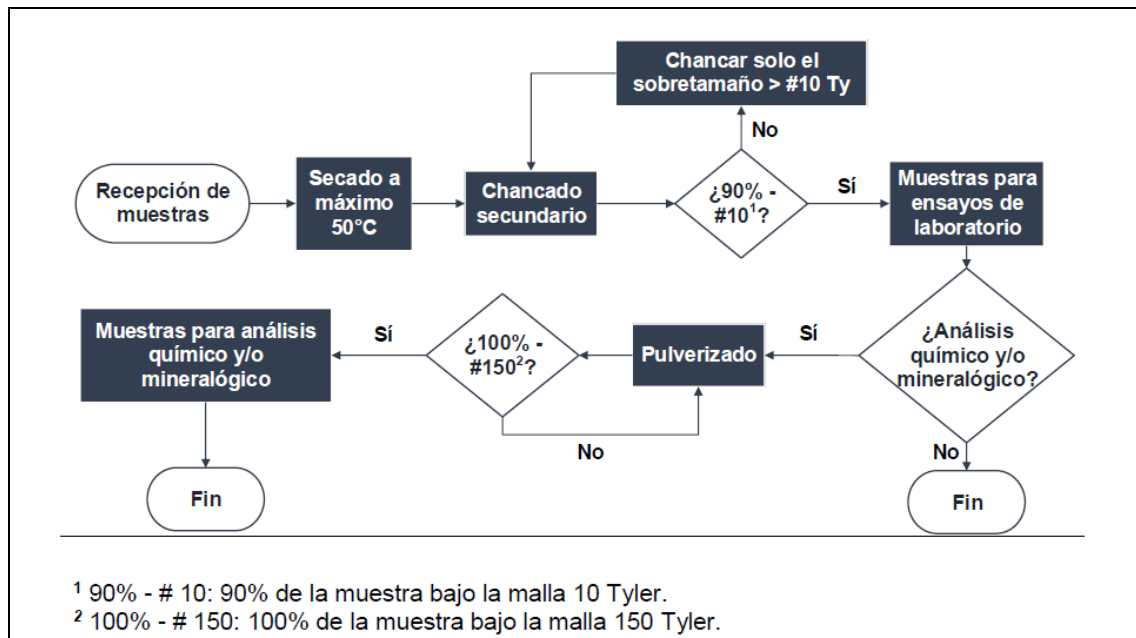 Chancar solo el
sobretamaño > #10 Ty
No
Recepción de
muestras
Secado a
máximo
50°C
Chancado
secundario
¿90% -
#10¹?
Sí
Muestras para
ensayos de
laboratorio
Muestras para análisis
químico y/o
mineralógico
Sí
¿100% -
#150²?
Pulverizado
Sí
¿Análisis
químico y/o
mineralógico?
No
No
Fin
Fin
¹ 90% - # 10: 90% de la muestra bajo la malla 10 Tyler.
² 100% - # 150: 100% de la muestra bajo la malla 150 Tyler.